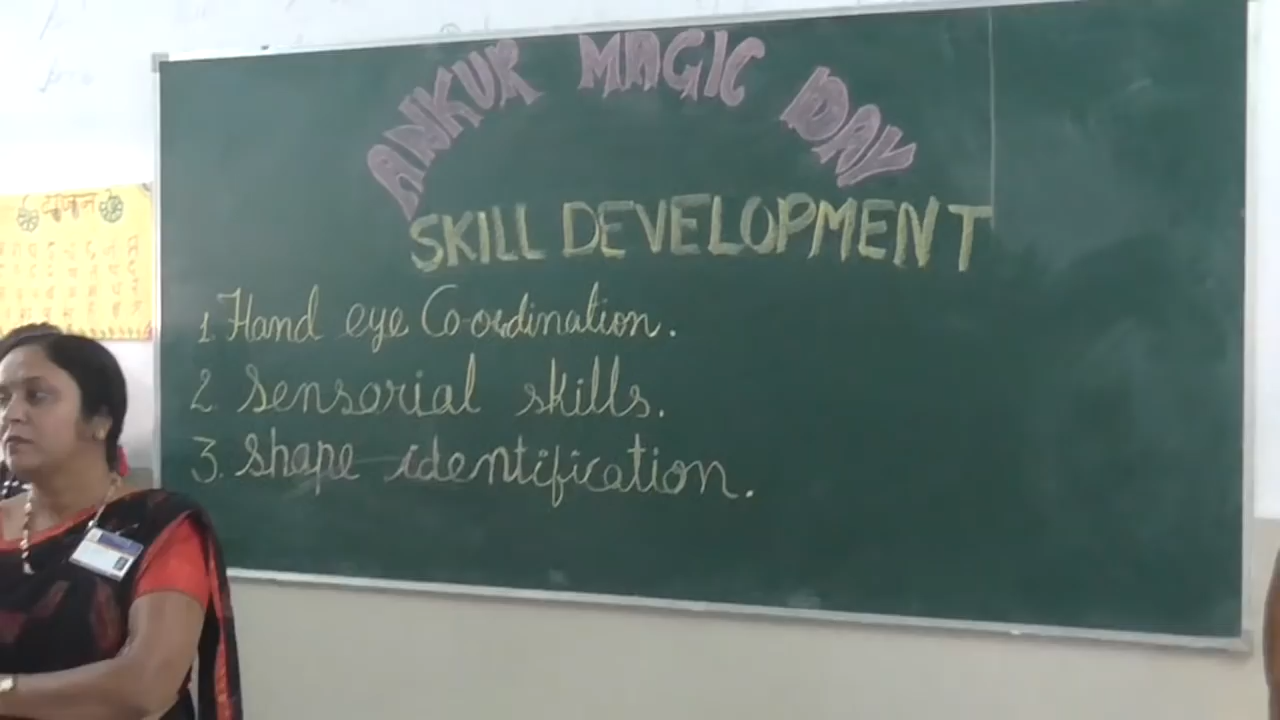 ANKUR MAGIC DAY
SKILL DEVELOPMENT
1. Hand eye Co-ordination.
2. Sensorial skills.
3. Shape identification.